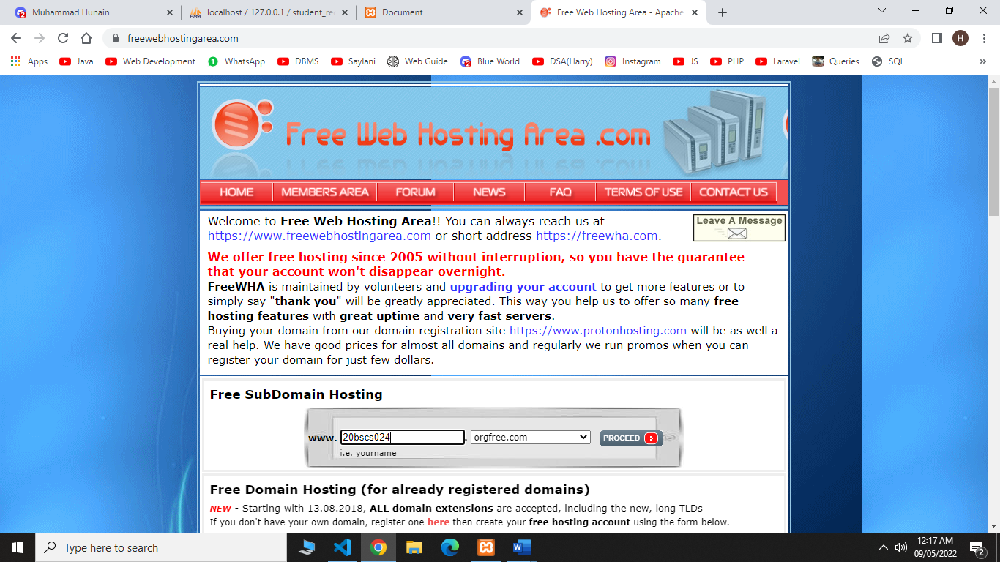 Muhammad Hunain
localhost / 127.0.0.1 / student_re
Document
Free Web Hosting Area - Apache
freewebhostingarea.com
H
Apps
Java
Web Development
WhatsApp
DBMS
Saylani
Web Guide
Blue World
DSA(Harry)
Instagram
JS
PHP
Laravel
Queries
SQL
»
Free Web Hosting Area .com
HOME
MEMBERS AREA
FORUM
NEWS
FAQ
TERMS OF USE
CONTACT US
Welcome to Free Web Hosting Area!! You can always reach us at
https://www.freewebhostingarea.com or short address https://freewha.com.
Leave A Message
We offer free hosting since 2005 without interruption, so you have the guarantee
that your account won't disappear overnight.
FreeWHA is maintained by volunteers and upgrading your account to get more features or to
simply say "thank you" will be greatly appreciated. This way you help us to offer so many free
hosting features with great uptime and very fast servers.
Buying your domain from our domain registration site https://www.protonhosting.com will be as well a
real help. We have good prices for almost all domains and regularly we run promos when you can
register your domain for just few dollars.
Free SubDomain Hosting
www. 20bscs024 . orgfree.com PROCEED
i.e. yourname
Free Domain Hosting (for already registered domains)
NEW - Starting with 13.08.2018, ALL domain extensions are accepted, including the new, long TLDs
If you don't have your own domain, register one here then create your free hosting account using the form below.
Type here to search
12:17 AM
09/05/2022
2